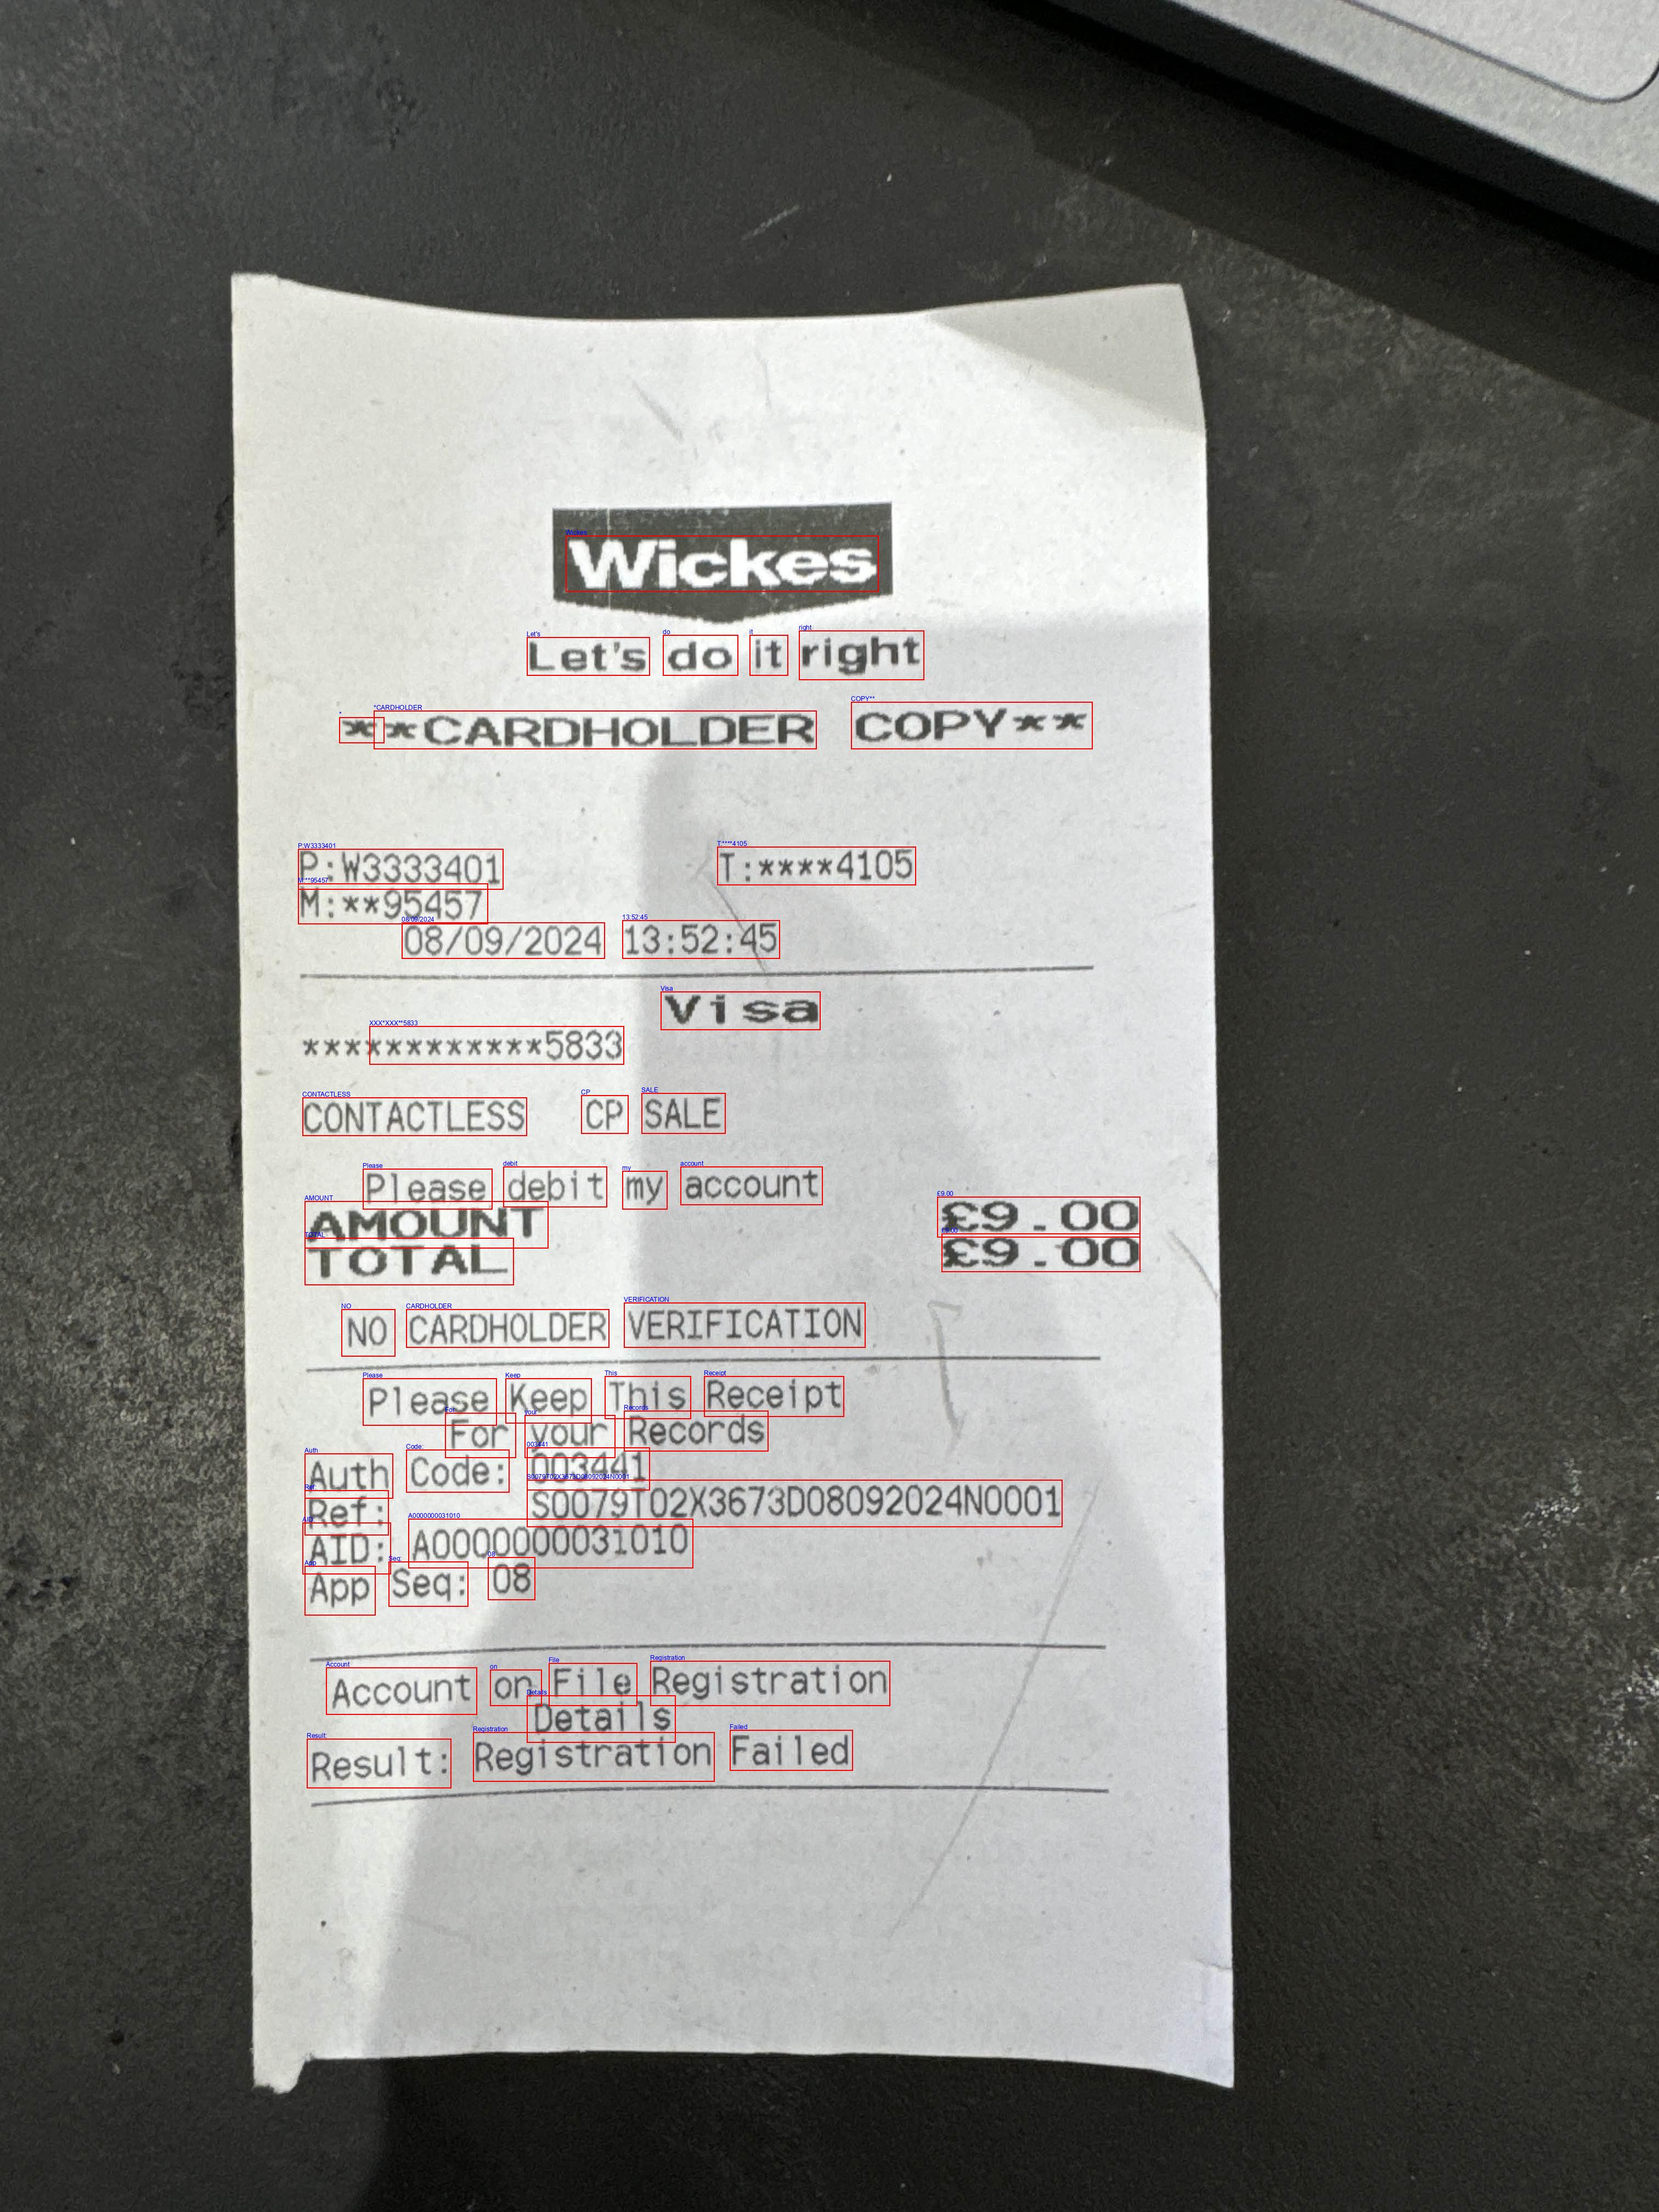 Wickes
Let's do it right
**CARDHOLDER COPY**
P:W3333401 T:****4105
M:**95457
08/09/2024 13:52:45
Visa
************5833
CONTACTLESS CP SALE
Please debit my account
AMOUNT £9.00
TOTAL £9.00
NO CARDHOLDER VERIFICATION
Please Keep This Receipt
For your Records
Auth Code: 003441
Ref: S0079T02X3673D08092024N0001
AID: A0000000031010
App Seq: 08
Account on File Registration
Details
Result: Registration Failed